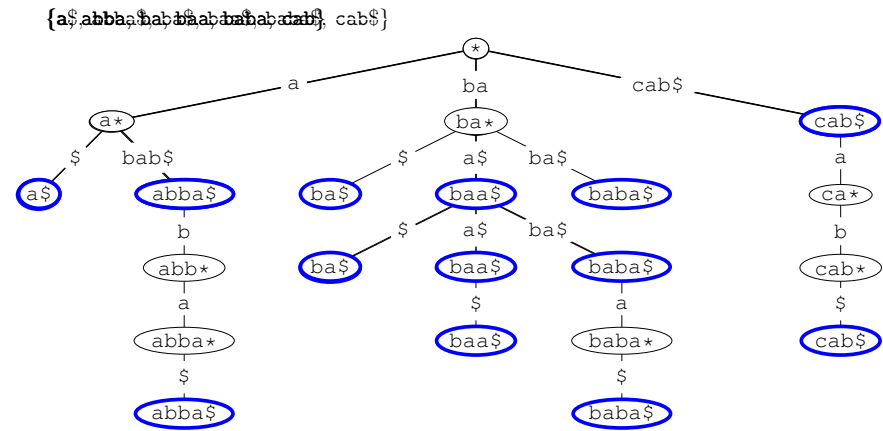 cab$}
*
a ba cab$
a* ba* cab$
$ bab$ $ a$ ba$ a
a$ abba$ ba$ baa$ baba$ ca*
b $ a$ ba$ b
abb* ba$ baa$ baba$ cab*
a $ a $
abba* baa$ baba* cab$
$ $
abba$ baba$